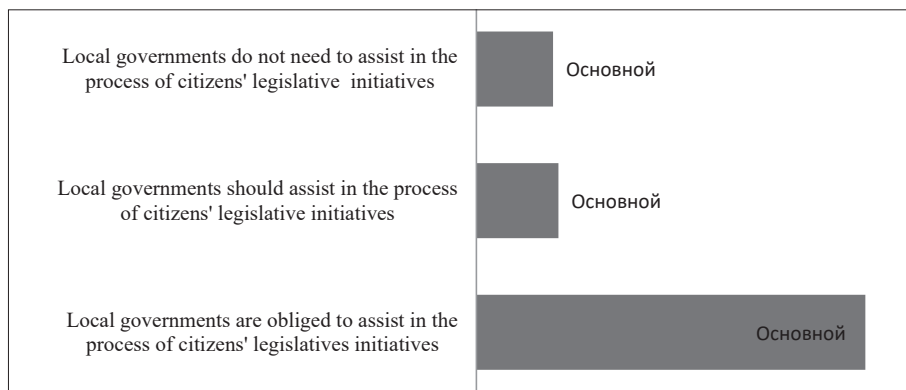 Local governments do not need to assist in the
process of citizens' legislative initiatives
Основной
Local governments should assist in the process
of citizens' legislative initiatives
Основной
Local governments are obliged to assist in the
process of citizens' legislatives initiatives
Основной